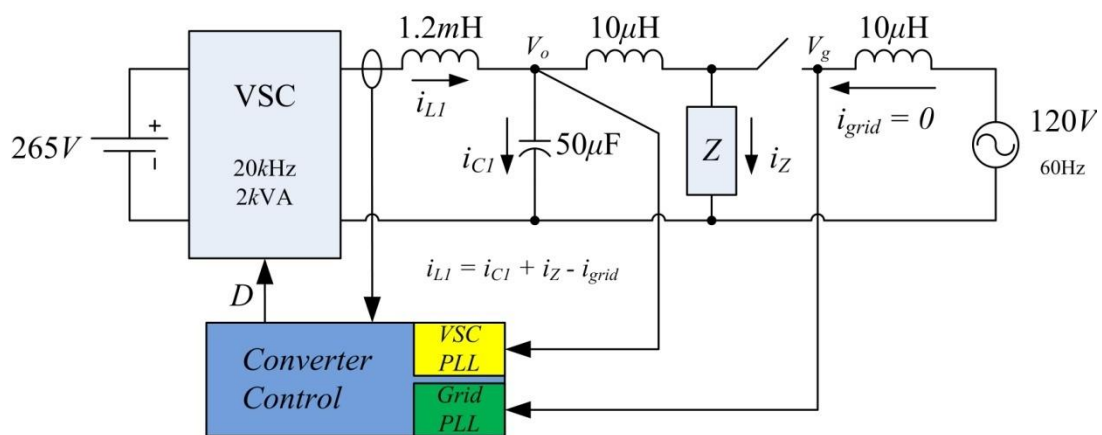 1.2mH
Vo
10μH
Vg
10μH
VSC
20kHz
2kVA
265V
+
-
iL1
iC1
50μF
Z
iZ
igrid = 0
120V
60Hz
iL1 = iC1 + iZ - igrid
D
Converter
Control
VSC
PLL
Grid
PLL